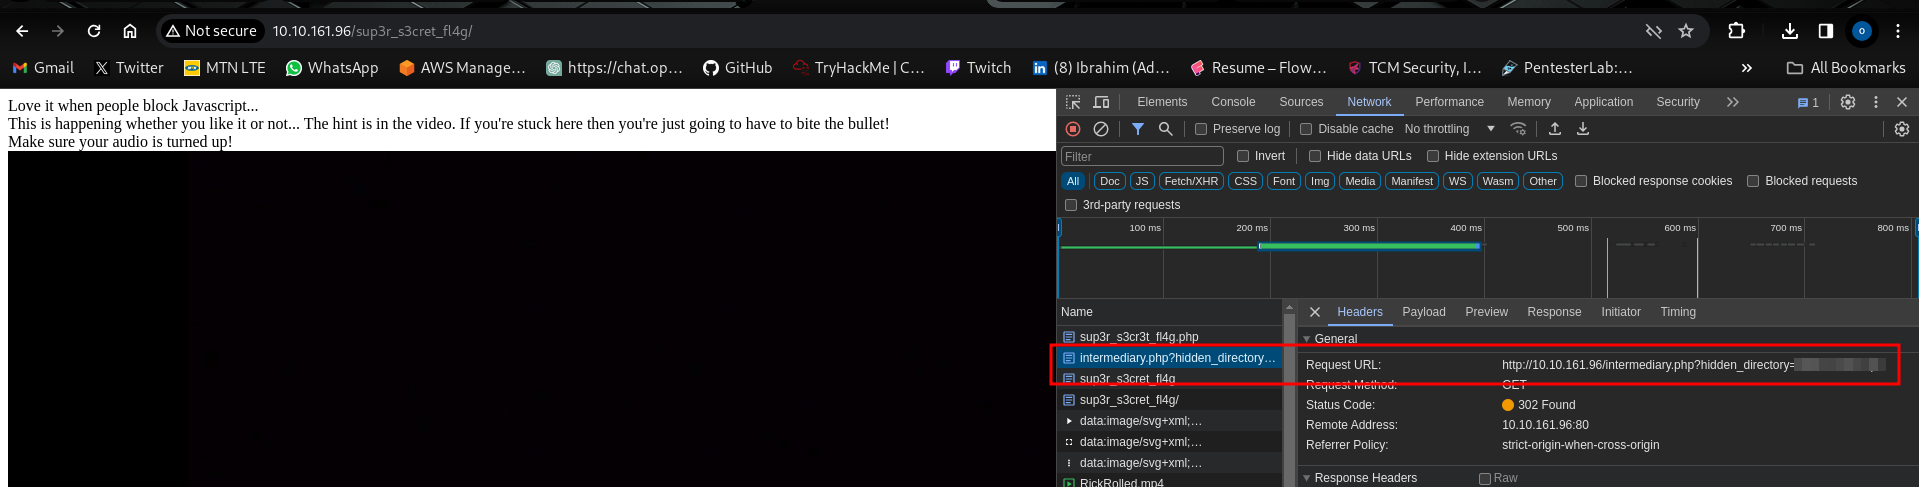 Not secure 10.10.161.96/sup3r_s3cret_fl4g/ o
Gmail Twitter MTN LTE WhatsApp AWS Manage... https://chat.op... GitHub TryHackMe | C... Twitch (8) Ibrahim (Ad... Resume – Flow... TCM Security, I... PentesterLab:... » All Bookmarks
Love it when people block Javascript...
This is happening whether you like it or not... The hint is in the video. If you're stuck here then you're just going to have to bite the bullet!
Make sure your audio is turned up!
Elements Console Sources Network Performance Memory Application Security 1
Preserve log Disable cache No throttling
Filter Invert Hide data URLs Hide extension URLs
All Doc JS Fetch/XHR CSS Font Img Media Manifest WS Wasm Other Blocked response cookies Blocked requests
3rd-party requests
100 ms 200 ms 300 ms 400 ms 500 ms 600 ms 700 ms 800 ms
Name
sup3r_s3cr3t_fl4g.php
intermediary.php?hidden_directory...
sup3r_s3cret_fl4g
sup3r_s3cret_fl4g/
data:image/svg+xml;...
data:image/svg+xml;...
data:image/svg+xml;...
RickRolled.mp4
Headers Payload Preview Response Initiator Timing
General
Request URL: http://10.10.161.96/intermediary.php?hidden_directory=
Request Method: GET
Status Code: 302 Found
Remote Address: 10.10.161.96:80
Referrer Policy: strict-origin-when-cross-origin
Response Headers Raw